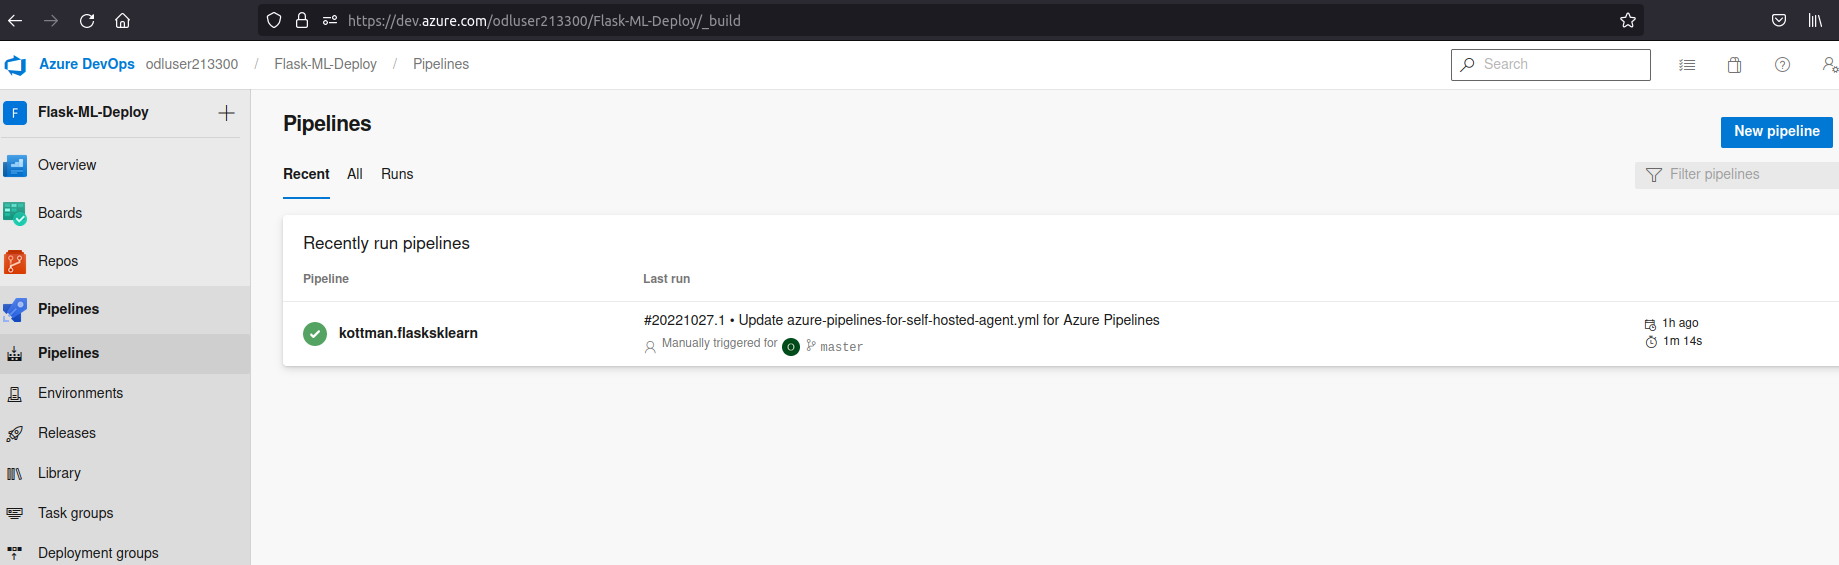 https://dev.azure.com/odluser213300/Flask-ML-Deploy/_build
Azure DevOps odluser213300 / Flask-ML-Deploy / Pipelines
Search
F Flask-ML-Deploy
Overview
Boards
Repos
Pipelines
Pipelines
Environments
Releases
Library
Task groups
Deployment groups
Pipelines
New pipeline
Recent All Runs
Filter pipelines
Recently run pipelines
Pipeline Last run
kottman.flasksklearn
#20221027.1 • Update azure-pipelines-for-self-hosted-agent.yml for Azure Pipelines
Manually triggered for O master
1h ago
1m 14s